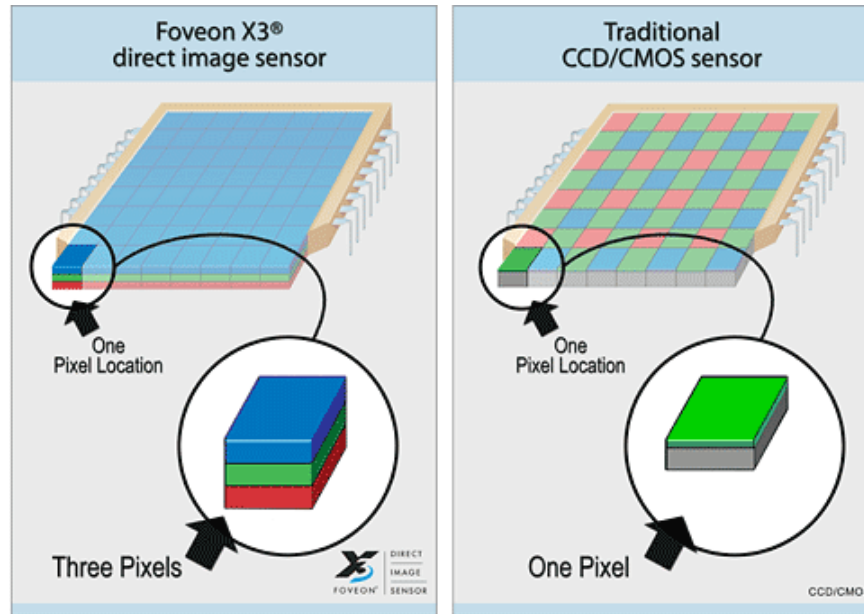 Foveon X3®
direct image sensor
One
Pixel Location
Three Pixels
X3
FOVEON®
DIRECT
IMAGE
SENSOR
Traditional
CCD/CMOS sensor
One
Pixel Location
One Pixel
CCD/CMO